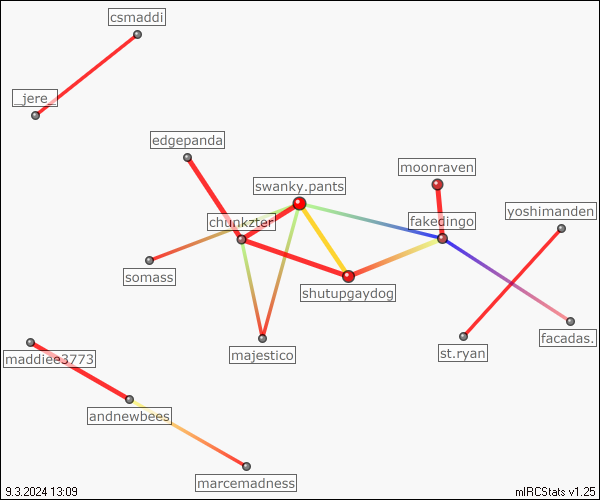 csmaddi
_jere_
edgepanda
moonraven
swanky.pants
chunkzter
fakedingo
yoshimanden
somass
shutupgaydog
facadas.
majestico
st.ryan
maddiee3773
andnewbees
marcemadness
9.3.2024 13:09
mIRCStats v1.25